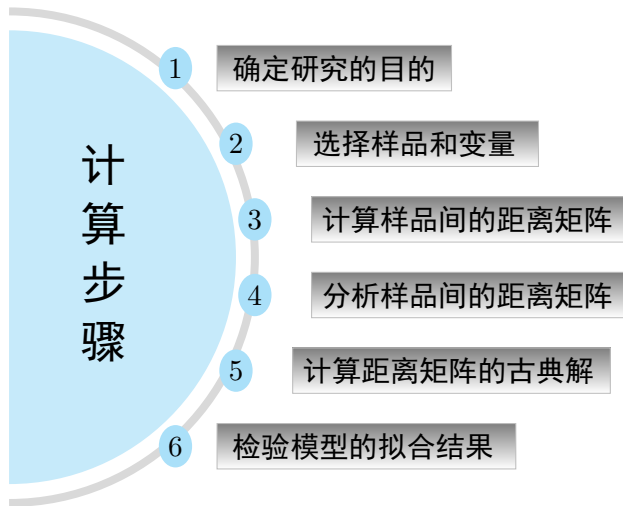 计算步骤
1 确定研究的目的
2 选择样品和变量
3 计算样品间的距离矩阵
4 分析样品间的距离矩阵
5 计算距离矩阵的古典解
6 检验模型的拟合结果